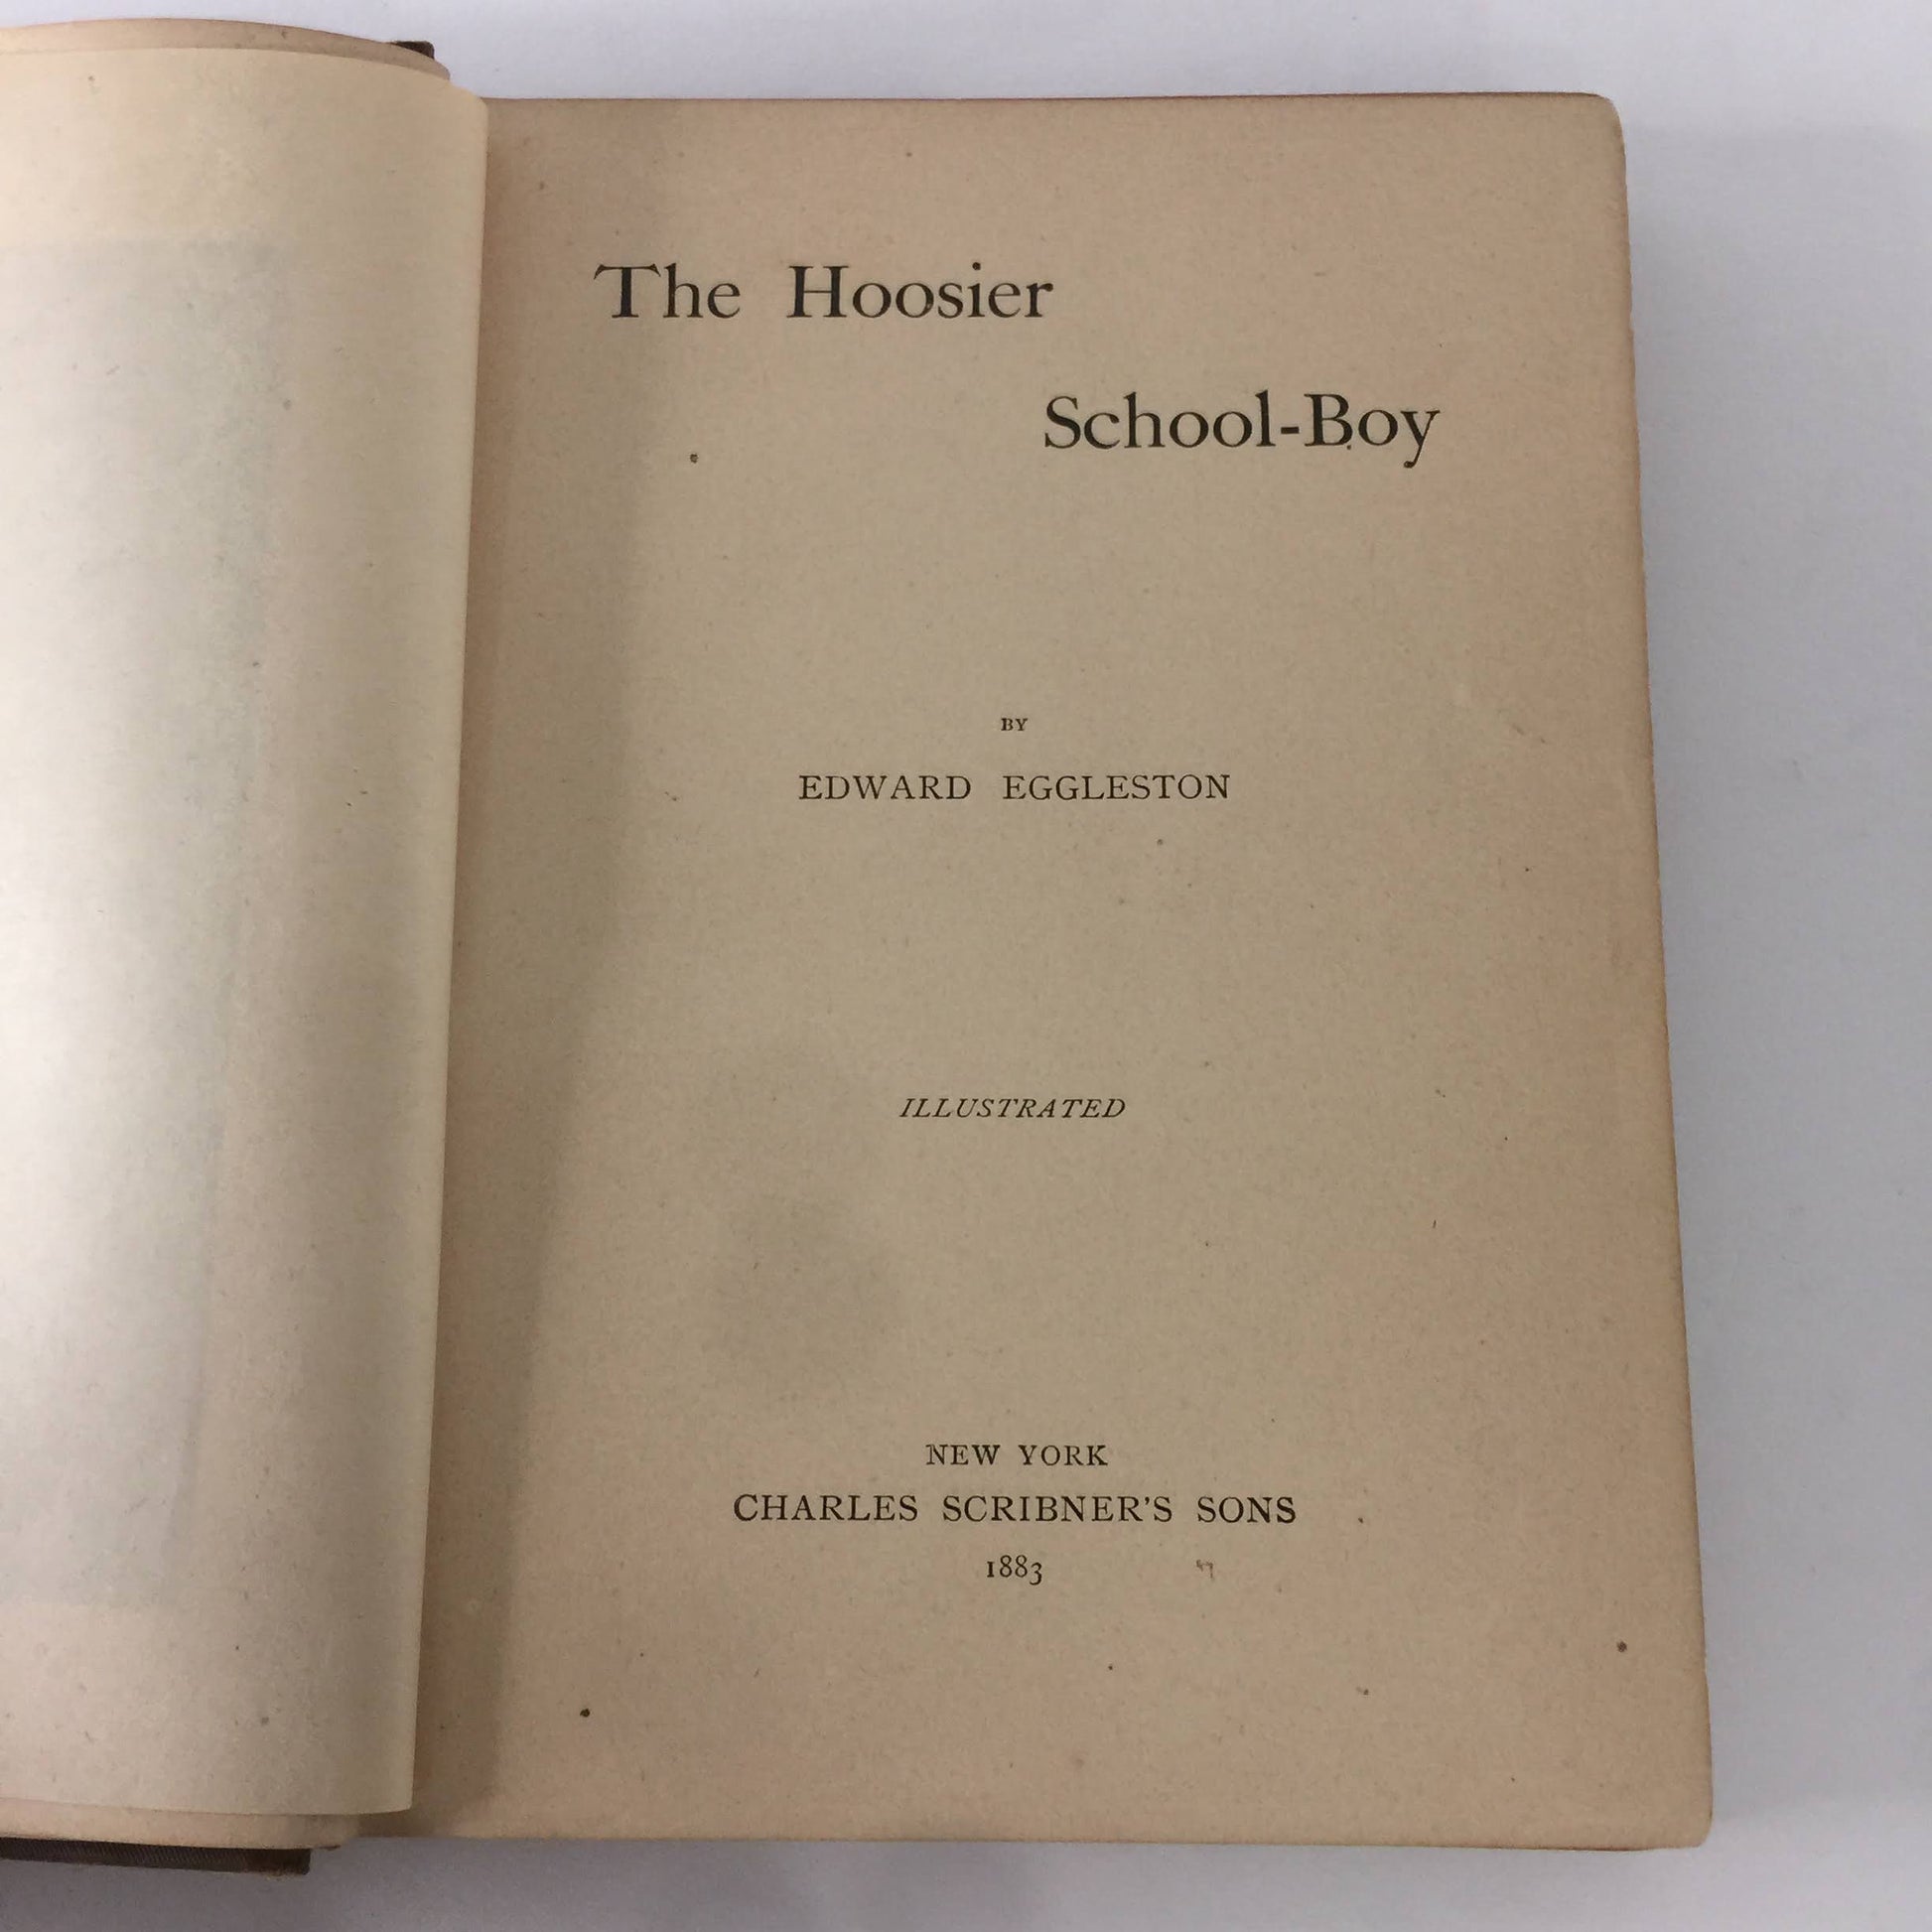 The Hoosier
School-Boy
BY
EDWARD EGGLESTON
ILLUSTRATED
NEW YORK
CHARLES SCRIBNER'S SONS
1883